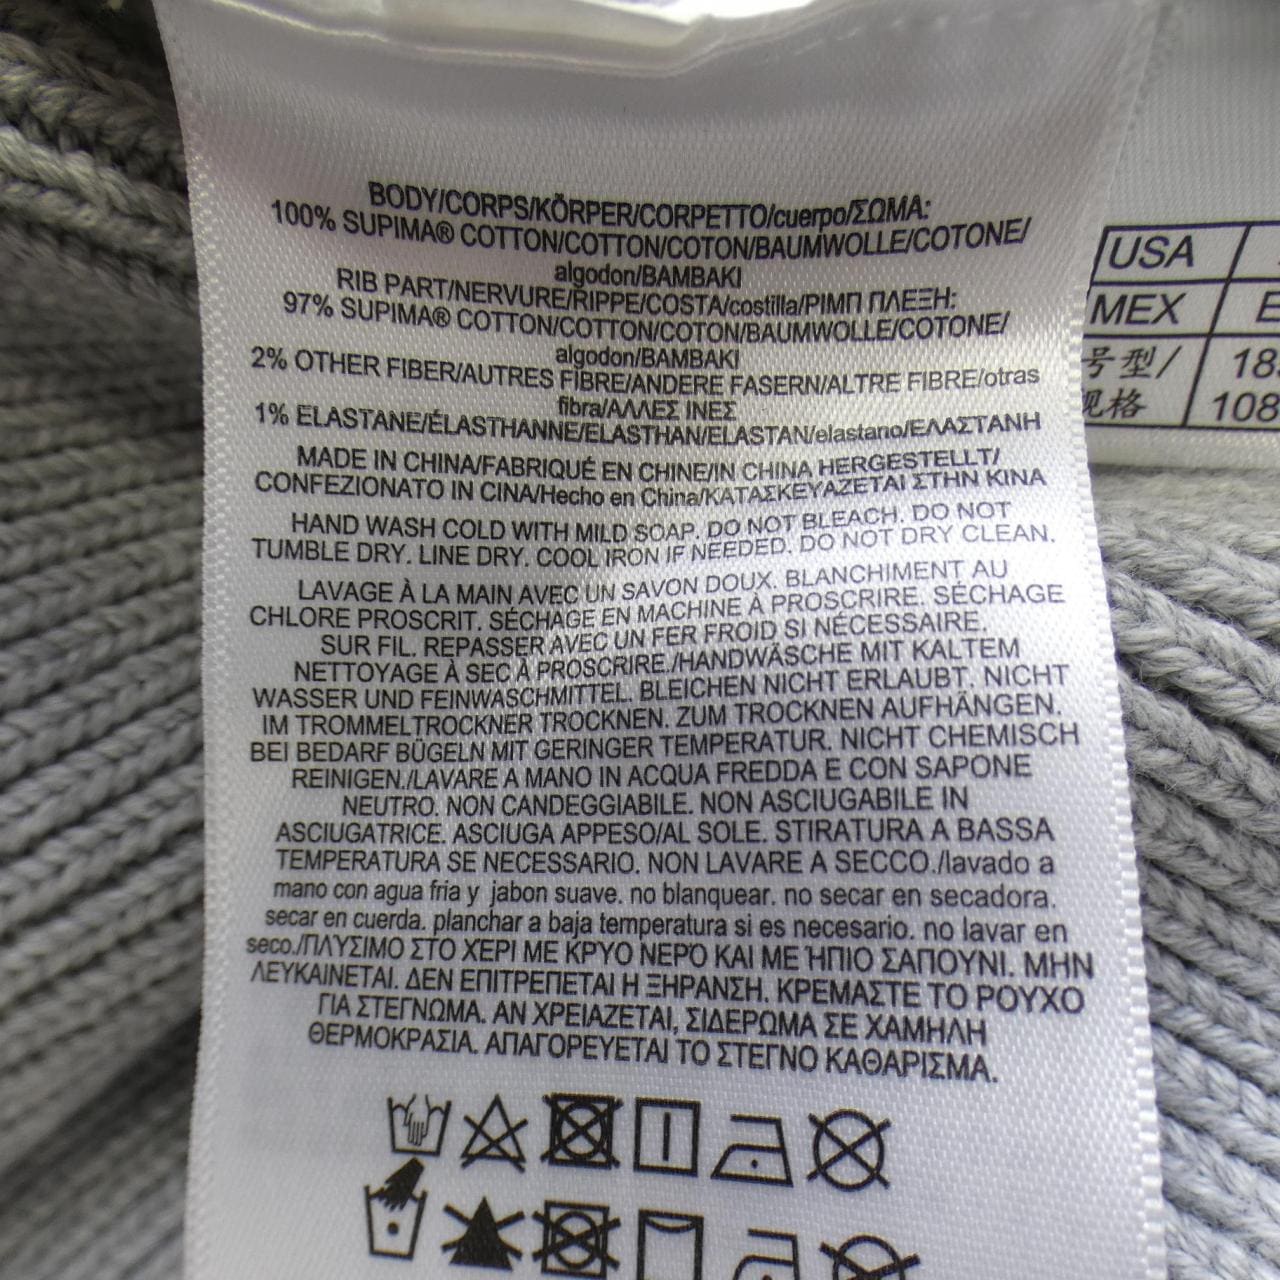 BODY/CORPS/KÖRPER/CORPETTO/cuerpo/ΣΩΜΑ:
100% SUPIMA® COTTON/COTTON/COTON/BAUMWOLLE/COTONE/
algodon/BAMBAKI
RIB PART/NERVURE/RIPPE/COSTA/costilla/ΡΙΜΠ ΠΛΕΞΗ:
97% SUPIMA® COTTON/COTTON/COTON/BAUMWOLLE/COTONE/
algodon/BAMBAKI
2% OTHER FIBER/AUTRES FIBRE/ANDERE FASERN/ALTRE FIBRE/otras
fibra/ΑΛΛΕΣ ΙΝΕΣ
1% ELASTANE/ÉLASTHANNE/ELASTHAN/ELASTAN/elastano/ΕΛΑΣΤΑΝΗ
MADE IN CHINA/FABRIQUÉ EN CHINE/IN CHINA HERGESTELLT/
CONFEZIONATO IN CINA/Hecho en China/ΚΑΤΑΣΚΕΥΑΖΕΤΑΙ ΣΤΗΝ ΚΙΝΑ
HAND WASH COLD WITH MILD SOAP. DO NOT BLEACH. DO NOT
TUMBLE DRY. LINE DRY. COOL IRON IF NEEDED. DO NOT DRY CLEAN.
LAVAGE À LA MAIN AVEC UN SAVON DOUX. BLANCHIMENT AU
CHLORE PROSCRIT. SÉCHAGE EN MACHINE À PROSCRIRE. SÉCHAGE
SUR FIL. REPASSER AVEC UN FER FROID SI NÉCESSAIRE.
NETTOYAGE À SEC À PROSCRIRE./HANDWÄSCHE MIT KALTEM
WASSER UND FEINWASCHMITTEL. BLEICHEN NICHT ERLAUBT. NICHT
IM TROMMELTROCKNER TROCKNEN. ZUM TROCKNEN AUFHÄNGEN.
BEI BEDARF BÜGELN MIT GERINGER TEMPERATUR. NICHT CHEMISCH
REINIGEN./LAVARE A MANO IN ACQUA FREDDA E CON SAPONE
NEUTRO. NON CANDEGGIABILE. NON ASCIUGABILE IN
ASCIUGATRICE. ASCIUGA APPESO/AL SOLE. STIRATURA A BASSA
TEMPERATURA SE NECESSARIO. NON LAVARE A SECCO./lavado a
mano con agua fria y jabon suave. no blanquear. no secar en secadora.
secar en cuerda. planchar a baja temperatura si es necesario. no lavar en
seco./ΠΛΥΣΙΜΟ ΣΤΟ ΧΕΡΙ ΜΕ ΚΡΥΟ ΝΕΡΌ ΚΑΙ ΜΕ ΉΠΙΟ ΣΑΠΟΥΝΙ. ΜΗΝ
ΛΕΥΚΑΙΝΕΤΑΙ. ΔΕΝ ΕΠΙΤΡΕΠΕΤΑΙ Η ΞΗΡΑΝΣΗ. ΚΡΕΜΑΣΤΕ ΤΟ ΡΟΥΧΟ
ΓΙΑ ΣΤΕΓΝΩΜΑ. ΑΝ ΧΡΕΙΑΖΕΤΑΙ, ΣΙΔΕΡΩΜΑ ΣΕ ΧΑΜΗΛΗ
ΘΕΡΜΟΚΡΑΣΙΑ. ΑΠΑΓΟΡΕΥΕΤΑΙ ΤΟ ΣΤΕΓΝΟ ΚΑΘΑΡΙΣΜΑ.
USA
MEX E
号型/ 185
规格 108